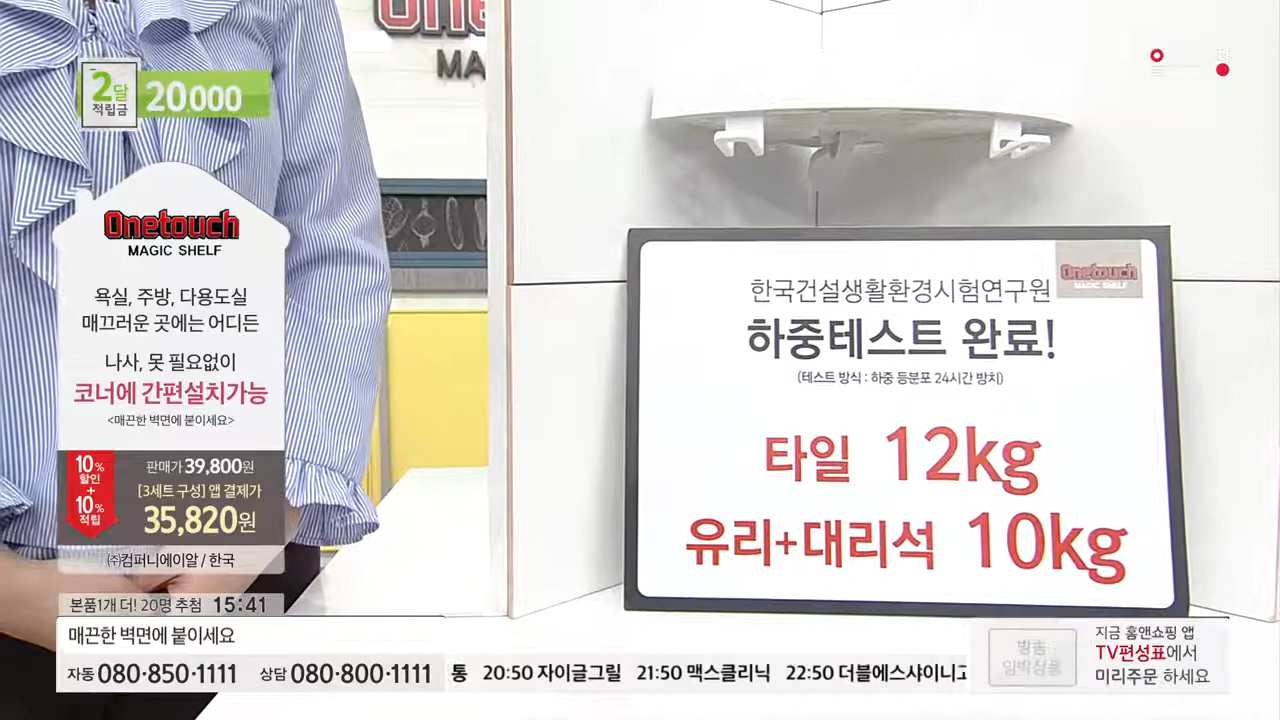 2달
적립금
20000
Onetouch
MAGIC SHELF
욕실, 주방, 다용도실
매끄러운 곳에는 어디든
나사, 못 필요없이
코너에 간편설치가능
<매끈한 벽면에 붙이세요>
10%
할인
+
10%
적립
판매가 39,800원
[3세트 구성] 앱 결제가
35,820원
㈜컴퍼니에이알 / 한국
본품1개 더! 20명 추첨 15:41
매끈한 벽면에 붙이세요
자동 080·850·1111 상담 080·800·1111
통 20:50 자이글그릴 21:50 맥스클리닉 22:50 더블에스샤이니고
방송
임박상품
지금 홈앤쇼핑 앱
TV편성표에서
미리주문 하세요
One
MA
Onetouch
MAGIC SHELF
한국건설생활환경시험연구원
하중테스트 완료!
(테스트 방식 : 하중 등분포 24시간 방치)
타일 12kg
유리+대리석 10kg